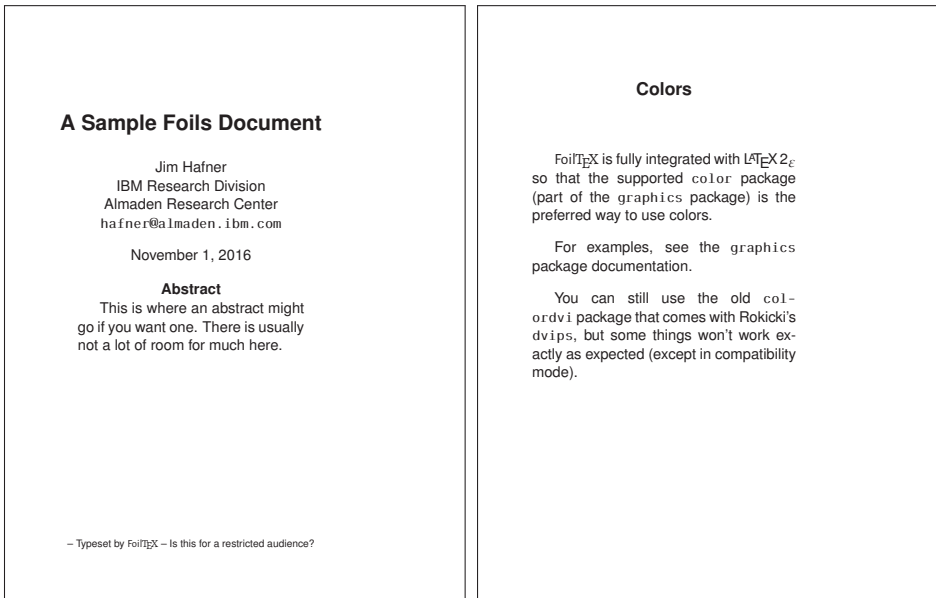 A Sample Foils Document
Jim Hafner
IBM Research Division
Almaden Research Center
hafner@almaden.ibm.com
November 1, 2016
Abstract
This is where an abstract might
go if you want one. There is usually
not a lot of room for much here.
– Typeset by FoilTEX – Is this for a restricted audience?
Colors
FoilTEX is fully integrated with LATEX 2ε
so that the supported color package
(part of the graphics package) is the
preferred way to use colors.
For examples, see the graphics
package documentation.
You can still use the old col-
ordvi package that comes with Rokicki's
dvips, but some things won't work ex-
actly as expected (except in compatibility
mode).